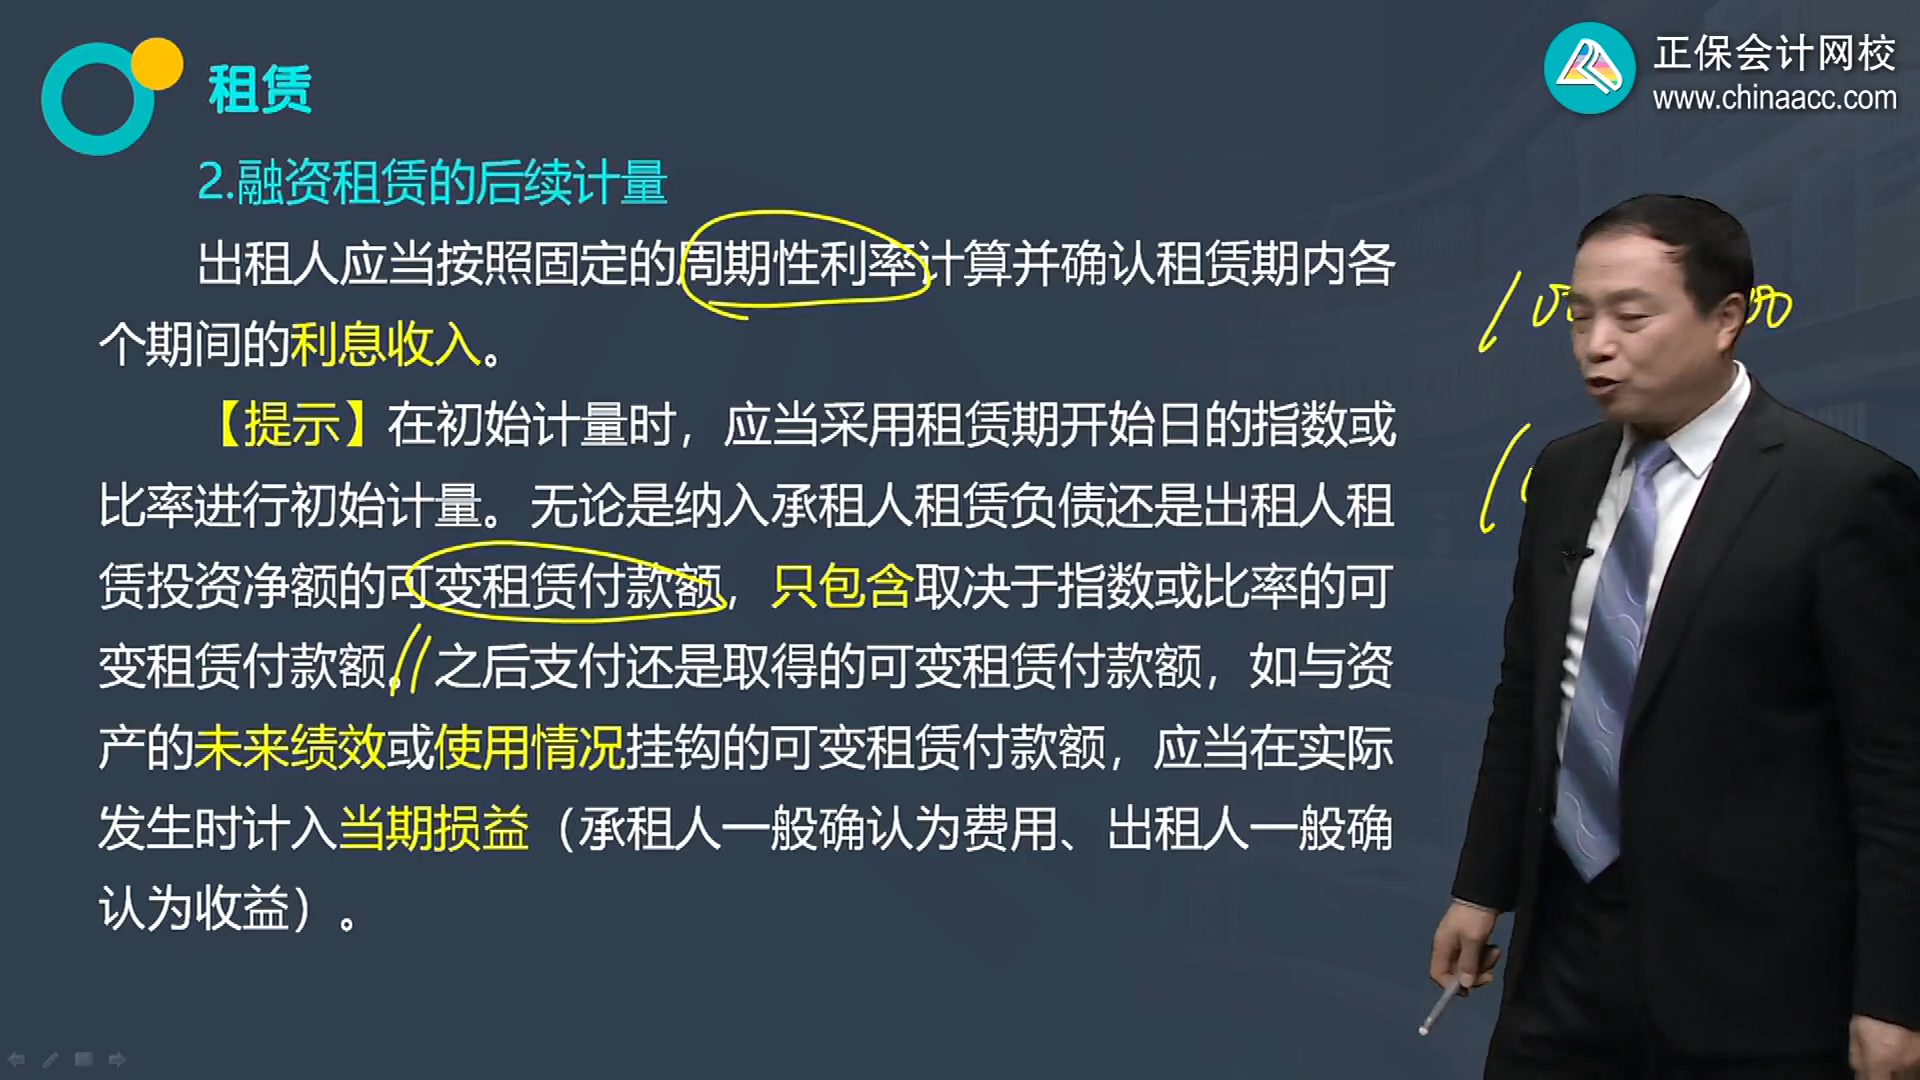 租赁
正保会计网校
www.chinaacc.com
2.融资租赁的后续计量
出租人应当按照固定的周期性利率计算并确认租赁期内各
个期间的利息收入。
【提示】在初始计量时，应当采用租赁期开始日的指数或
比率进行初始计量。无论是纳入承租人租赁负债还是出租人租
赁投资净额的可变租赁付款额，只包含取决于指数或比率的可
变租赁付款额。之后支付还是取得的可变租赁付款额，如与资
产的未来绩效或使用情况挂钩的可变租赁付款额，应当在实际
发生时计入当期损益（承租人一般确认为费用、出租人一般确
认为收益）。